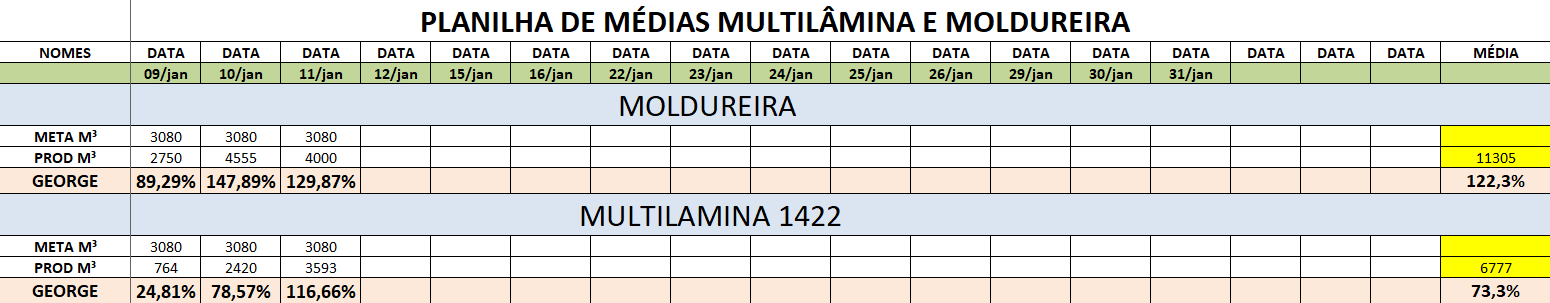 PLANILHA DE MÉDIAS MULTILÂMINA E MOLDUREIRA
NOMES DATA DATA DATA DATA DATA DATA DATA DATA DATA DATA DATA DATA DATA DATA DATA DATA DATA MÉDIA
09/jan 10/jan 11/jan 12/jan 15/jan 16/jan 22/jan 23/jan 24/jan 25/jan 26/jan 29/jan 30/jan 31/jan
MOLDUREIRA
META M³ 3080 3080 3080
PROD M³ 2750 4555 4000 11305
GEORGE 89,29% 147,89% 129,87% 122,3%
MULTILAMINA 1422
META M³ 3080 3080 3080
PROD M³ 764 2420 3593 6777
GEORGE 24,81% 78,57% 116,66% 73,3%